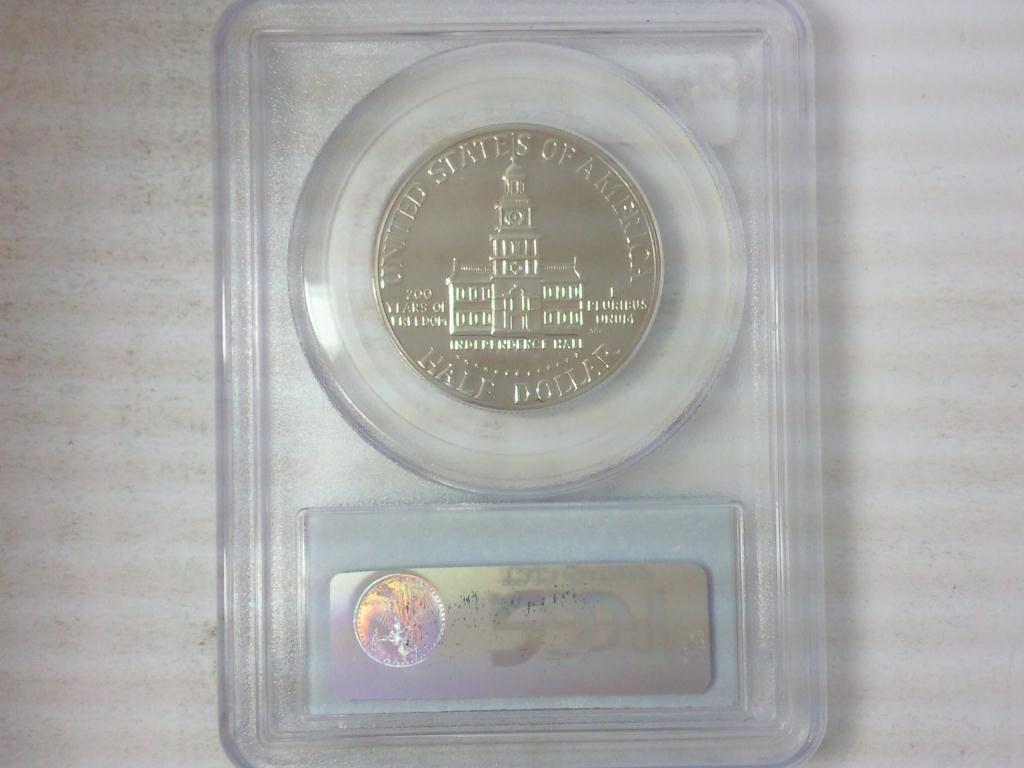 UNITED STATES OF AMERICA
200
YEARS OF
FREEDOM
E
PLURIBUS
UNUM
INDEPENDENCE HALL
HALF DOLLAR